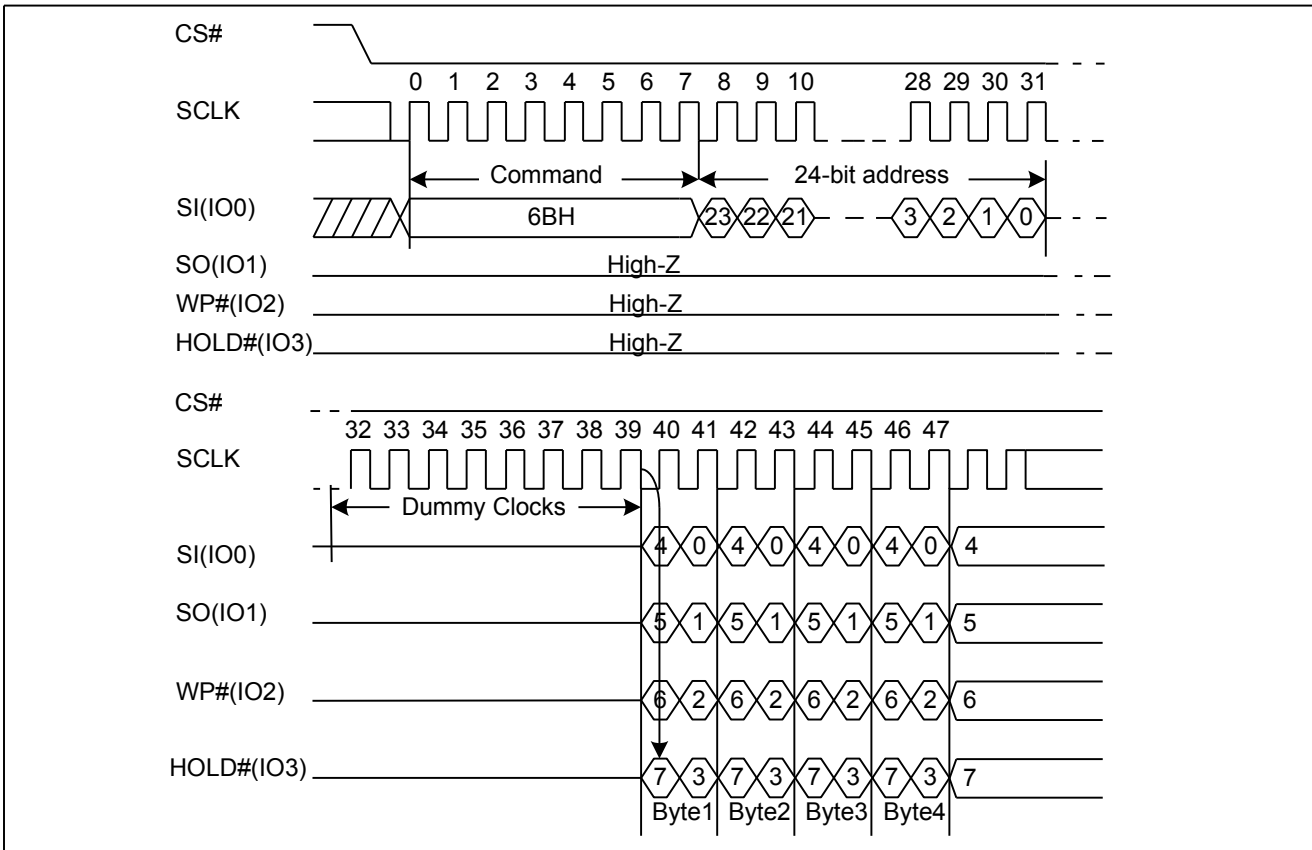 CS#
0 1 2 3 4 5 6 7 8 9 10 28 29 30 31
SCLK
Command 24-bit address
SI(IO0) 6BH 23 22 21 3 2 1 0
SO(IO1) High-Z
WP#(IO2) High-Z
HOLD#(IO3) High-Z
CS#
32 33 34 35 36 37 38 39 40 41 42 43 44 45 46 47
SCLK
Dummy Clocks
SI(IO0) 4 0 4 0 4 0 4 0 4
SO(IO1) 5 1 5 1 5 1 5 1 5
WP#(IO2) 6 2 6 2 6 2 6 2 6
HOLD#(IO3) 7 3 7 3 7 3 7 3 7
Byte1 Byte2 Byte3 Byte4